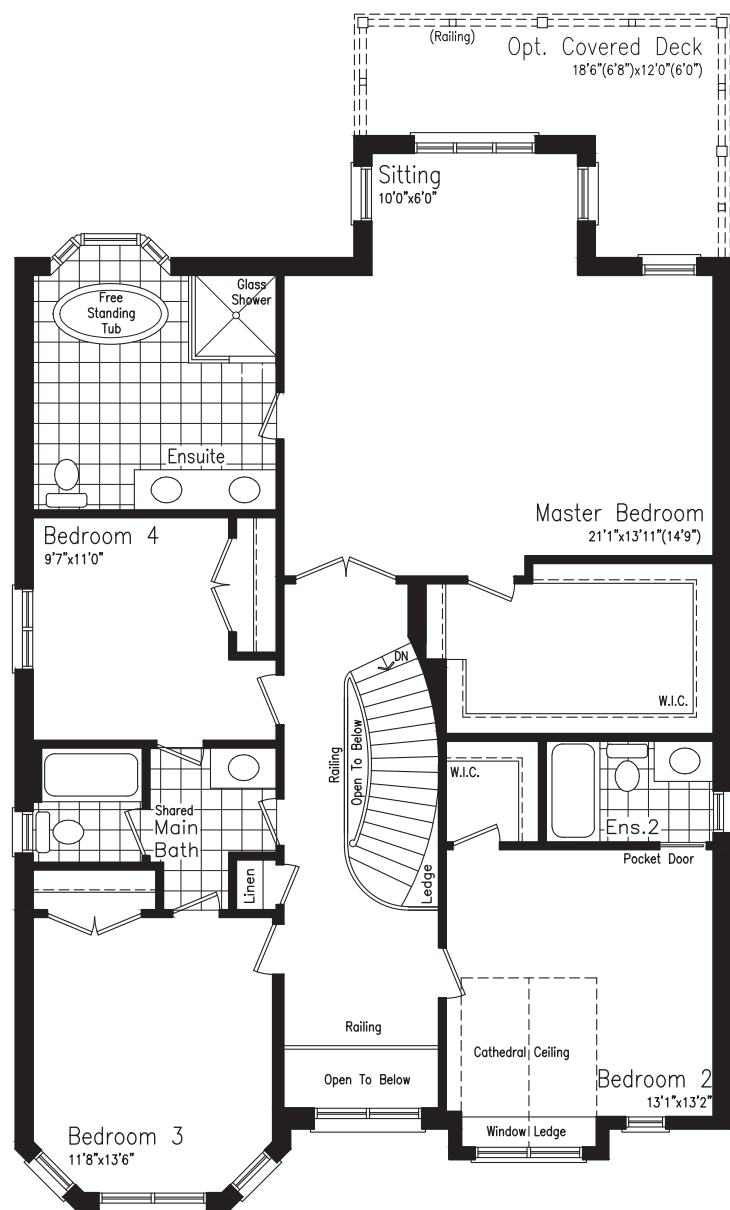 (Railing)
Opt. Covered Deck
18'6"(6'8")x12'0"(6'0")
Sitting
10'0"x6'0"
Glass
Shower
Free
Standing
Tub
Ensuite
Master Bedroom
21'1"x13'11"(14'9")
Bedroom 4
9'7"x11'0"
DN
W.I.C.
Railing
Open To Below
W.I.C.
Shared
Main
Bath
Ens.2
Pocket Door
Linen
Ledge
Railing
Cathedral Ceiling
Open To Below
Bedroom 2
13'1"x13'2"
Window Ledge
Bedroom 3
11'8"x13'6"